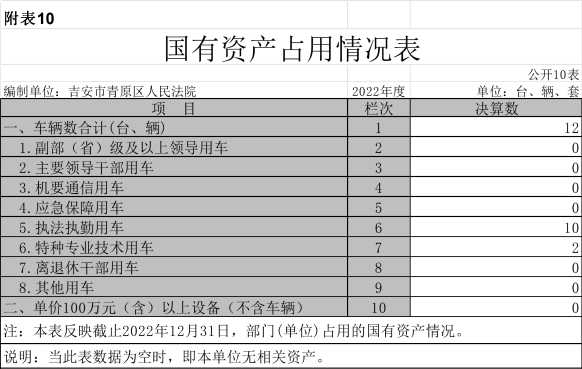 附表10
国有资产占用情况表
公开10表
编制单位：吉安市青原区人民法院 2022年度 单位：台、辆、套
项 目 栏次 决算数
一、车辆数合计(台、辆) 1 12
1.副部（省）级及以上领导用车 2 0
2.主要领导干部用车 3 0
3.机要通信用车 4 0
4.应急保障用车 5 0
5.执法执勤用车 6 10
6.特种专业技术用车 7 2
7.离退休干部用车 8 0
8.其他用车 9 0
二、单价100万元（含）以上设备（不含车辆） 10 0
注：本表反映截止2022年12月31日，部门(单位)占用的国有资产情况。
说明：当此表数据为空时，即本单位无相关资产。